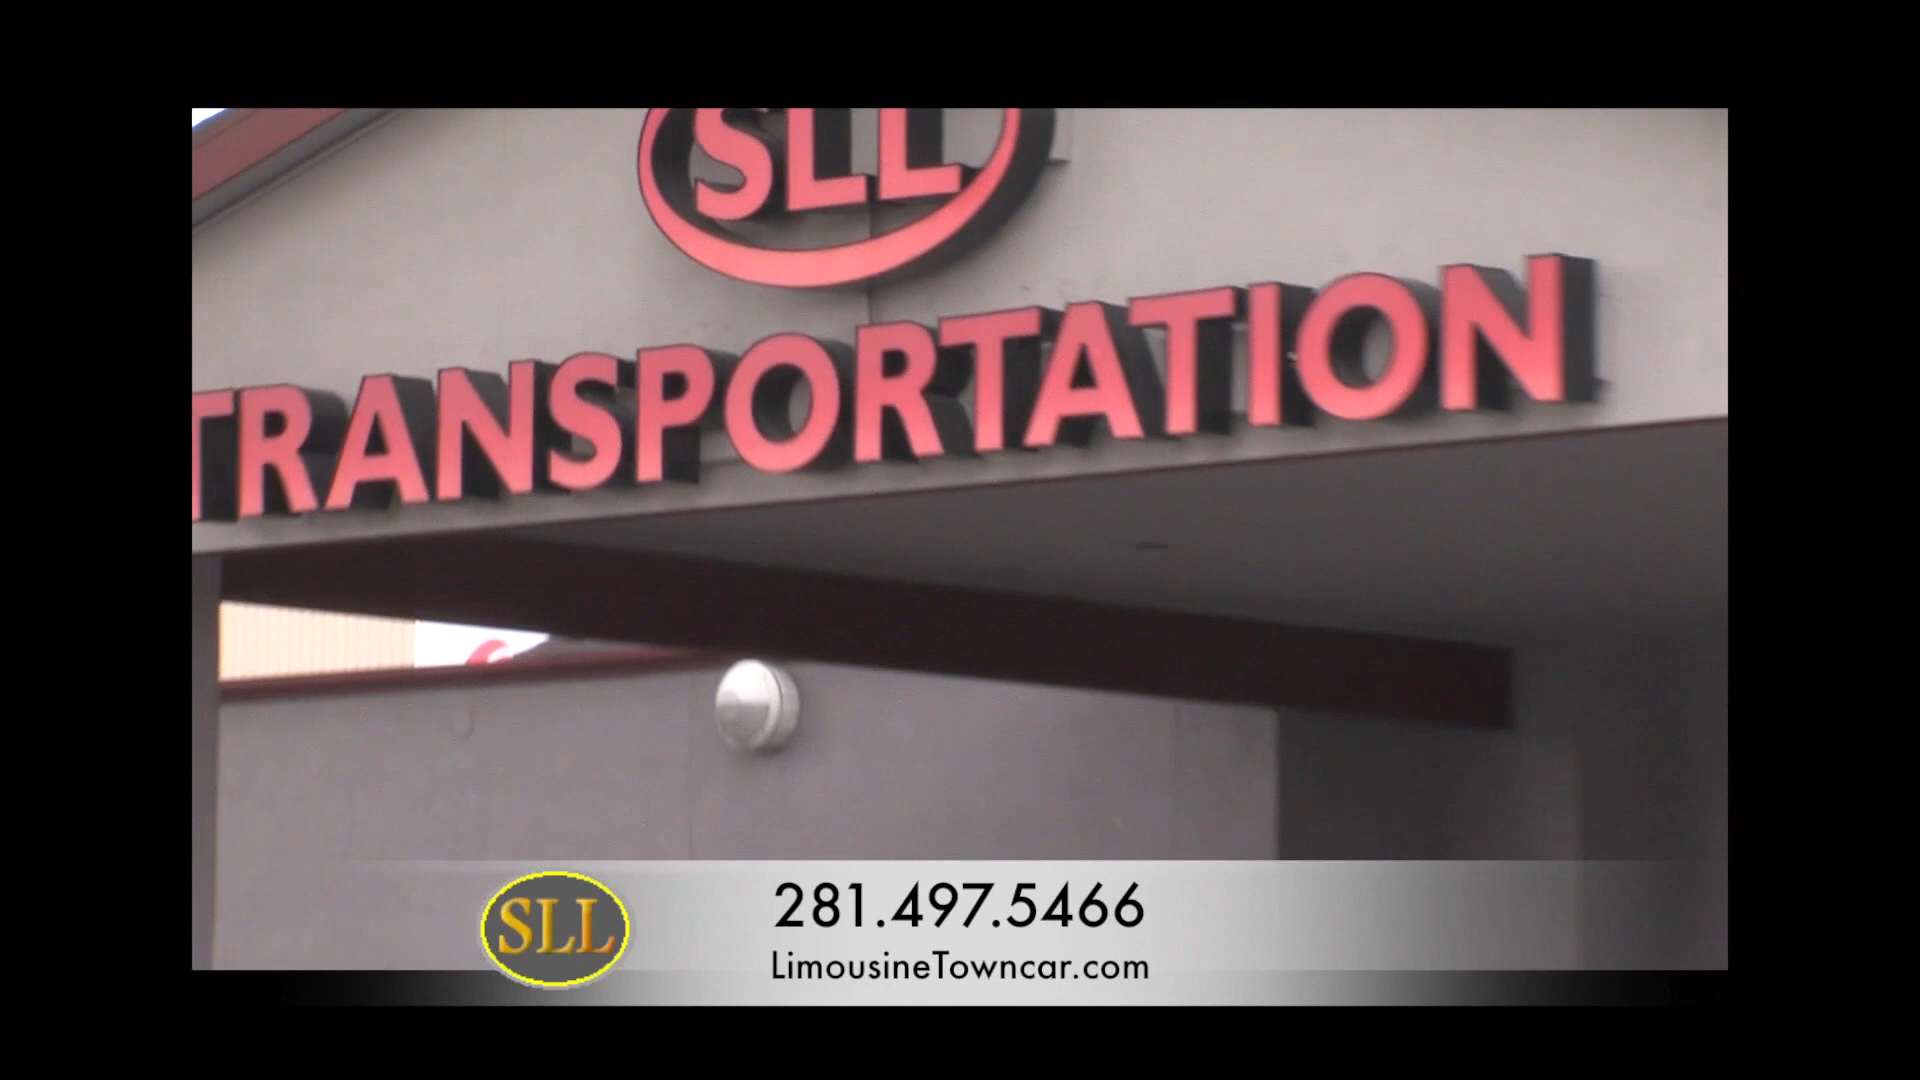 SLL
TRANSPORTATION
SLL
281.497.5466
LimousineTowncar.com